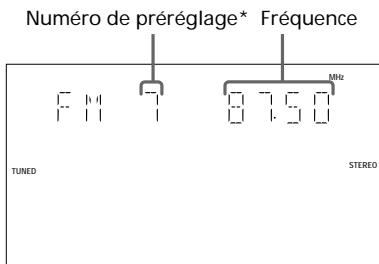 Numéro de préréglage* Fréquence
MHz
FM 7 87.50
TUNED
STEREO